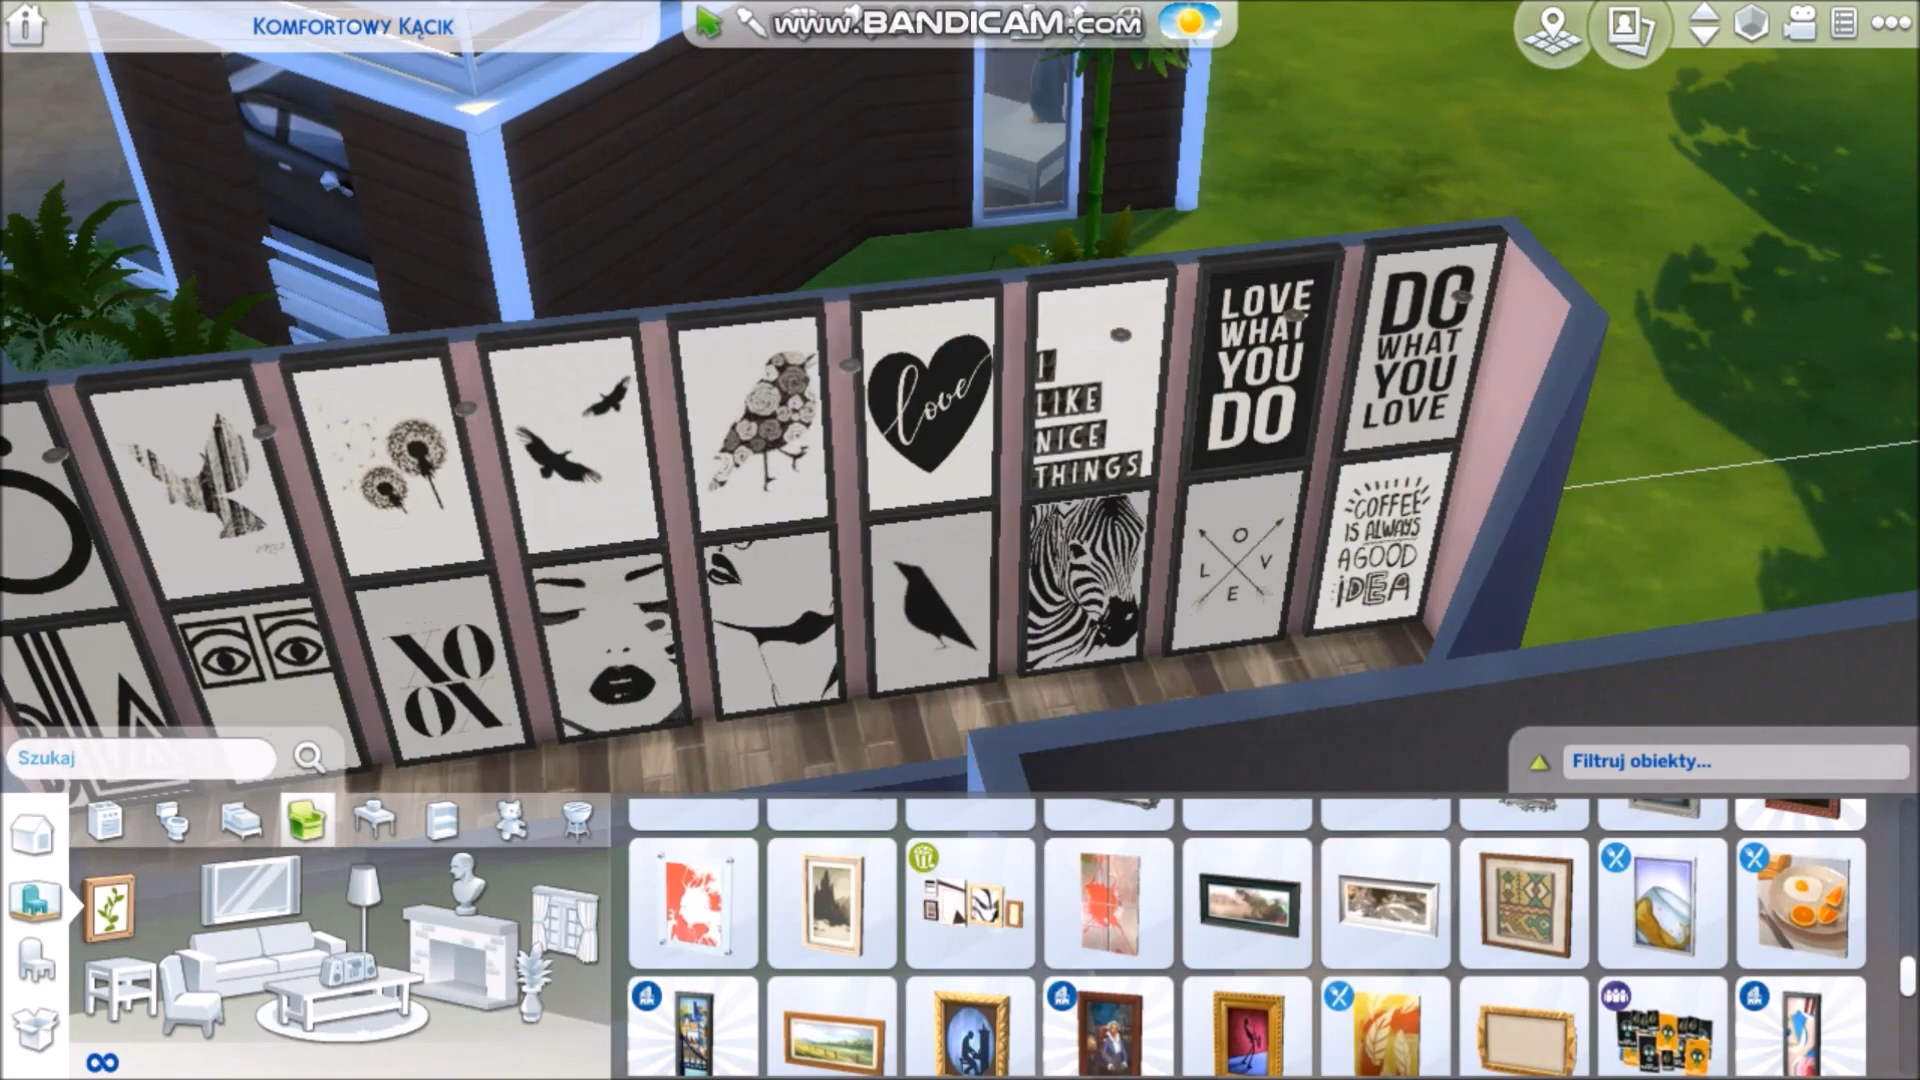 KOMFORTOWY KĄCIK
www.BANDICAM.com
LOVE
WHAT
YOU
DO
DO
WHAT
YOU
LOVE
love
I
LIKE
NICE
THINGS
COFFEE
IS ALWAYS
A GOOD
IDEA
O
L V
E
XO
OX
Szukaj
Filtruj obiekty...